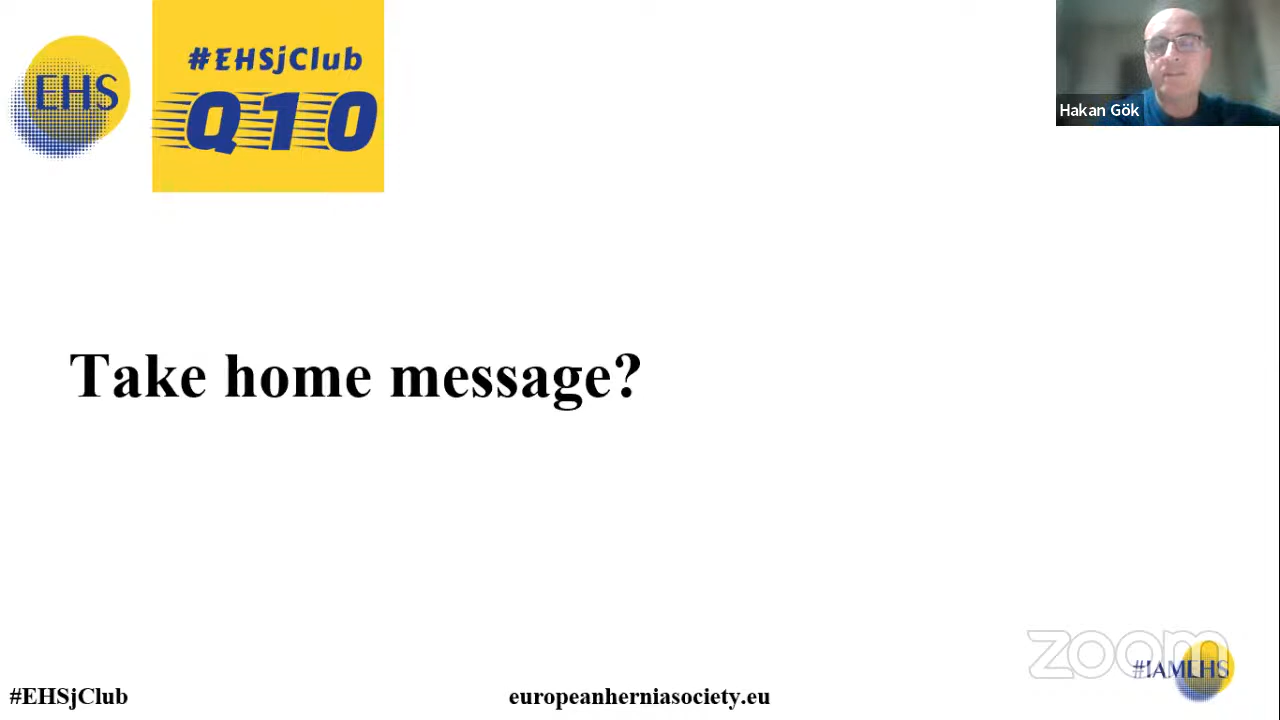 EHS
#EHSjClub
Q10
Hakan Gök
Take home message?
zoom
#IAMEHS
#EHSjClub
europeanherniasociety.eu